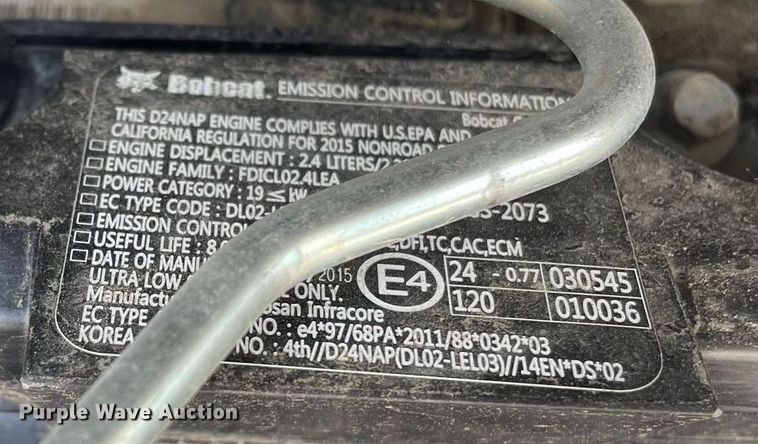 Bobcat. EMISSION CONTROL INFORMATION
Bobcat
THIS D24NAP ENGINE COMPLIES WITH U.S.EPA AND
CALIFORNIA REGULATION FOR 2015 NONROAD
ENGINE DISPLACEMENT : 2.4 LITERS/2.
ENGINE FAMILY : FDICL02.4LEA
POWER CATEGORY : 19 ≤ kW
EC TYPE CODE : DL02-
-2073
EMISSION CONTROL
,DFI,TC,CAC,ECM
USEFUL LIFE : 8.0
DATE OF MANU 2015
ULTRA LOW ONLY.
Manufactu san Infracore
E4
24 - 0.77 030545
120 010036
EC TYPE NO. : e4*97/68PA*2011/88*0342*03
KOREA NO. : 4th//D24NAP(DL02-LEL03)//14EN*DS*02
Purple Wave Auction